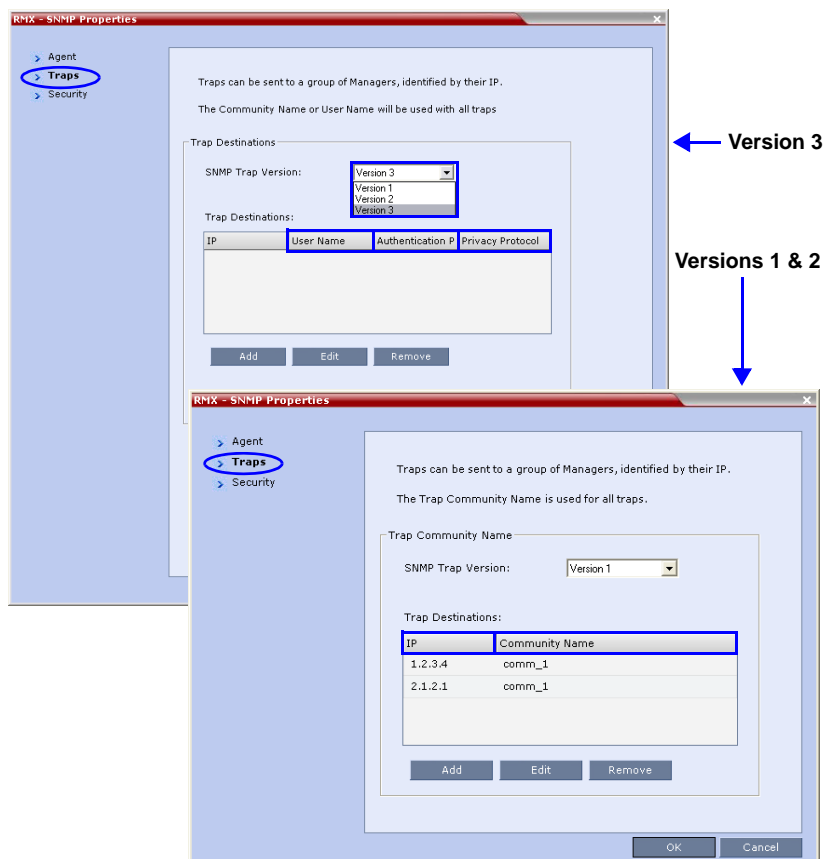 RMX - SNMP Properties
Agent
Traps
Security
Traps can be sent to a group of Managers, identified by their IP.
The Community Name or User Name will be used with all traps
Trap Destinations
SNMP Trap Version:
Version 3
Version 1
Version 2
Version 3
Trap Destinations:
IP User Name Authentication P Privacy Protocol
Add Edit Remove
Version 3
Versions 1 & 2
RMX - SNMP Properties
Agent
Traps
Security
Traps can be sent to a group of Managers, identified by their IP.
The Trap Community Name is used for all traps.
Trap Community Name
SNMP Trap Version: Version 1
Trap Destinations:
IP Community Name
1.2.3.4 comm_1
2.1.2.1 comm_1
Add Edit Remove
OK Cancel